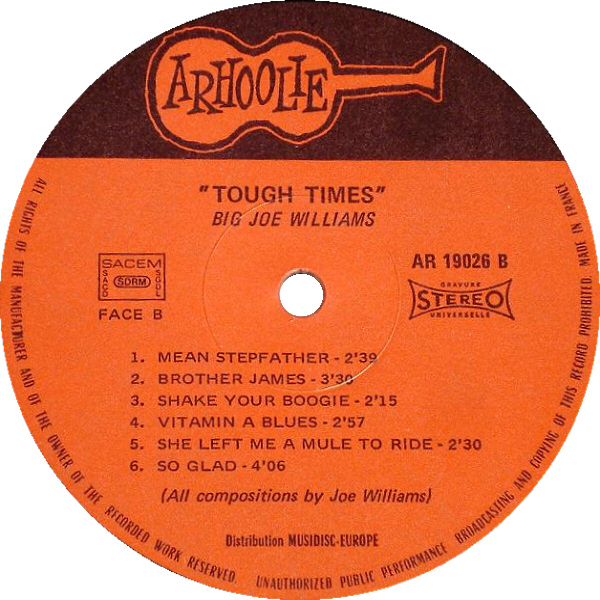 ARHOOLIE
"TOUGH TIMES"
BIG JOE WILLIAMS
SACEM
SACD
SDRM
SGDL
FACE B
AR 19026 B
GRAVURE
STEREO
UNIVERSELLE
1. MEAN STEPFATHER - 2'39
2. BROTHER JAMES - 3'30
3. SHAKE YOUR BOOGIE - 2'15
4. VITAMIN A BLUES - 2'57
5. SHE LEFT ME A MULE TO RIDE - 2'30
6. SO GLAD - 4'06
(All compositions by Joe Williams)
Distribution MUSIDISC-EUROPE
ALL RIGHTS OF THE MANUFACTURER AND OF THE OWNER OF THE RECORDED WORK RESERVED. UNAUTHORIZED PUBLIC PERFORMANCE BROADCASTING AND COPYING OF THIS RECORD PROHIBITED. MADE IN FRANCE